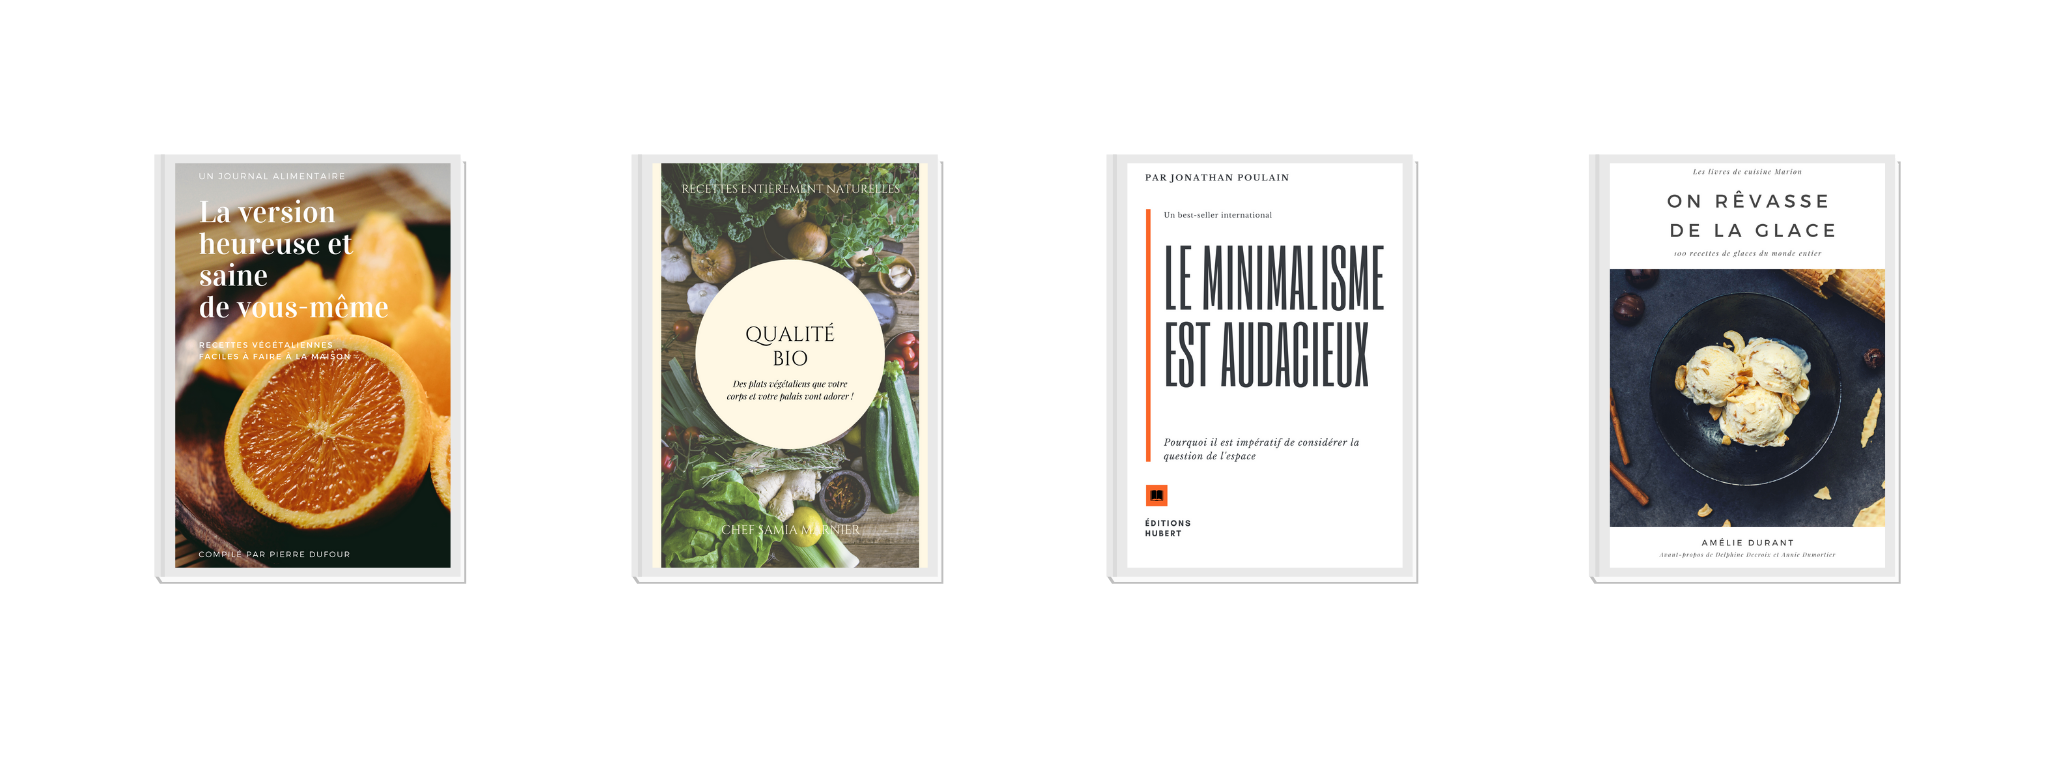 UN JOURNAL ALIMENTAIRE
La version
heureuse et
saine
de vous-même
RECETTES VÉGÉTALIENNES
FACILES À FAIRE À LA MAISON
COMPILÉ PAR PIERRE DUFOUR
RECETTES ENTIÈREMENT NATURELLES
QUALITÉ
BIO
Des plats végétaliens que votre
corps et votre palais vont adorer !
CHEF SAMIA MARNIER
PAR JONATHAN POULAIN
Un best-seller international
LE MINIMALISME
EST AUDACIEUX
Pourquoi il est impératif de considérer la
question de l'espace
ÉDITIONS
HUBERT
Les livres de cuisine Marion
ON RÊVASSE
DE LA GLACE
100 recettes de glaces du monde entier
AMÉLIE DURANT
Avant-propos de Delphine Decroix et Annie Dumortier